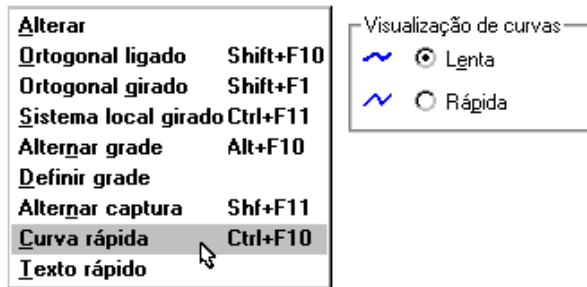 Alterar
Ortogonal ligado Shift+F10
Ortogonal girado Shift+F1
Sistema local girado Ctrl+F11
Alternar grade Alt+F10
Definir grade
Alternar captura Shf+F11
Curva rápida Ctrl+F10
Texto rápido
Visualização de curvas
Lenta
Rápida